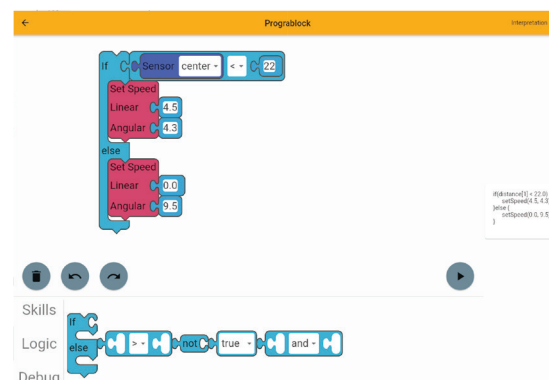 Prograblock
Interpretation
If Sensor center < 22
Set Speed
Linear 4.5
Angular 4.3
else
Set Speed
Linear 0.0
Angular 9.5
if(distance[3] < 22.0)
setSpeed(4.5, 4.3)
}else {
setSpeed(0.0, 9.5)
}
Skills
Logic
Debug
If
else
> not true and